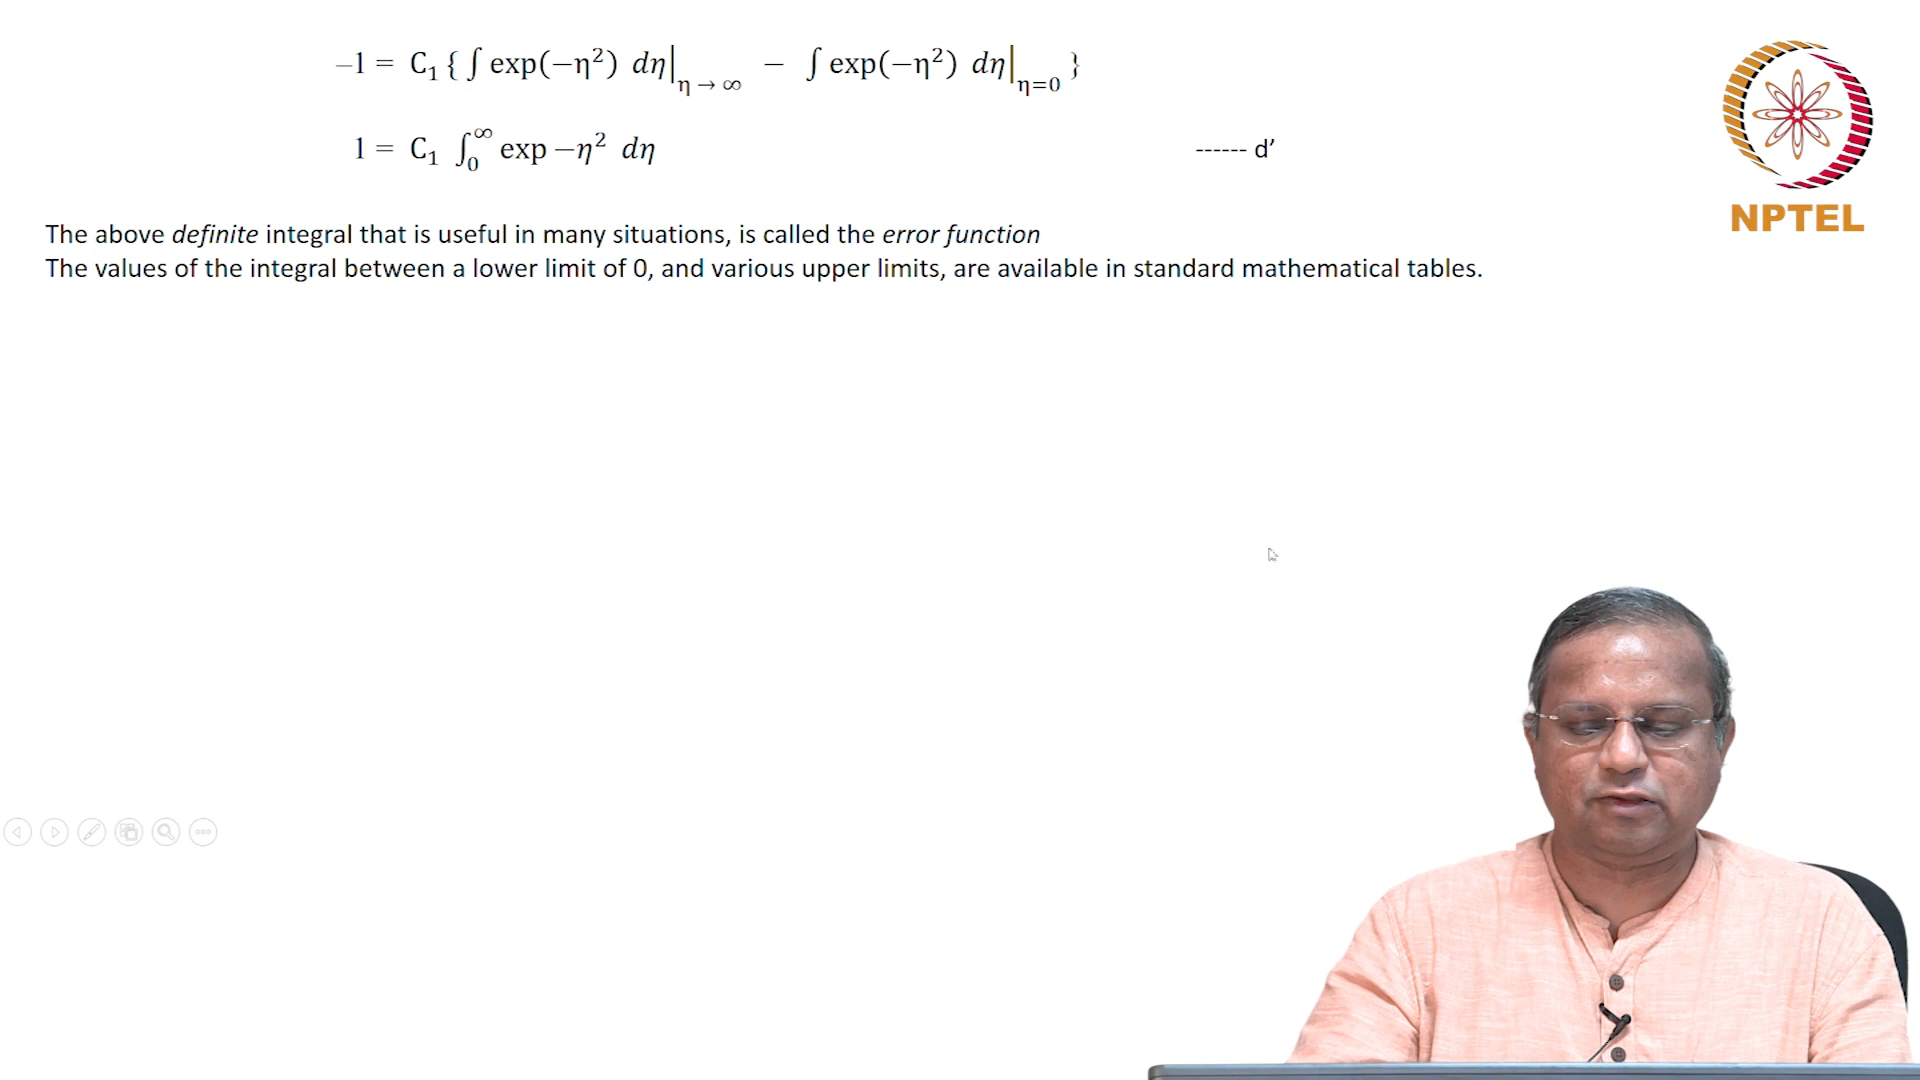 –1 = C₁ { ∫ exp(−η²) dη|η → ∞ − ∫ exp(−η²) dη|η=0 }
1 = C₁ ∫₀^∞ exp −η² dη ------ d’
NPTEL
The above definite integral that is useful in many situations, is called the error function
The values of the integral between a lower limit of 0, and various upper limits, are available in standard mathematical tables.